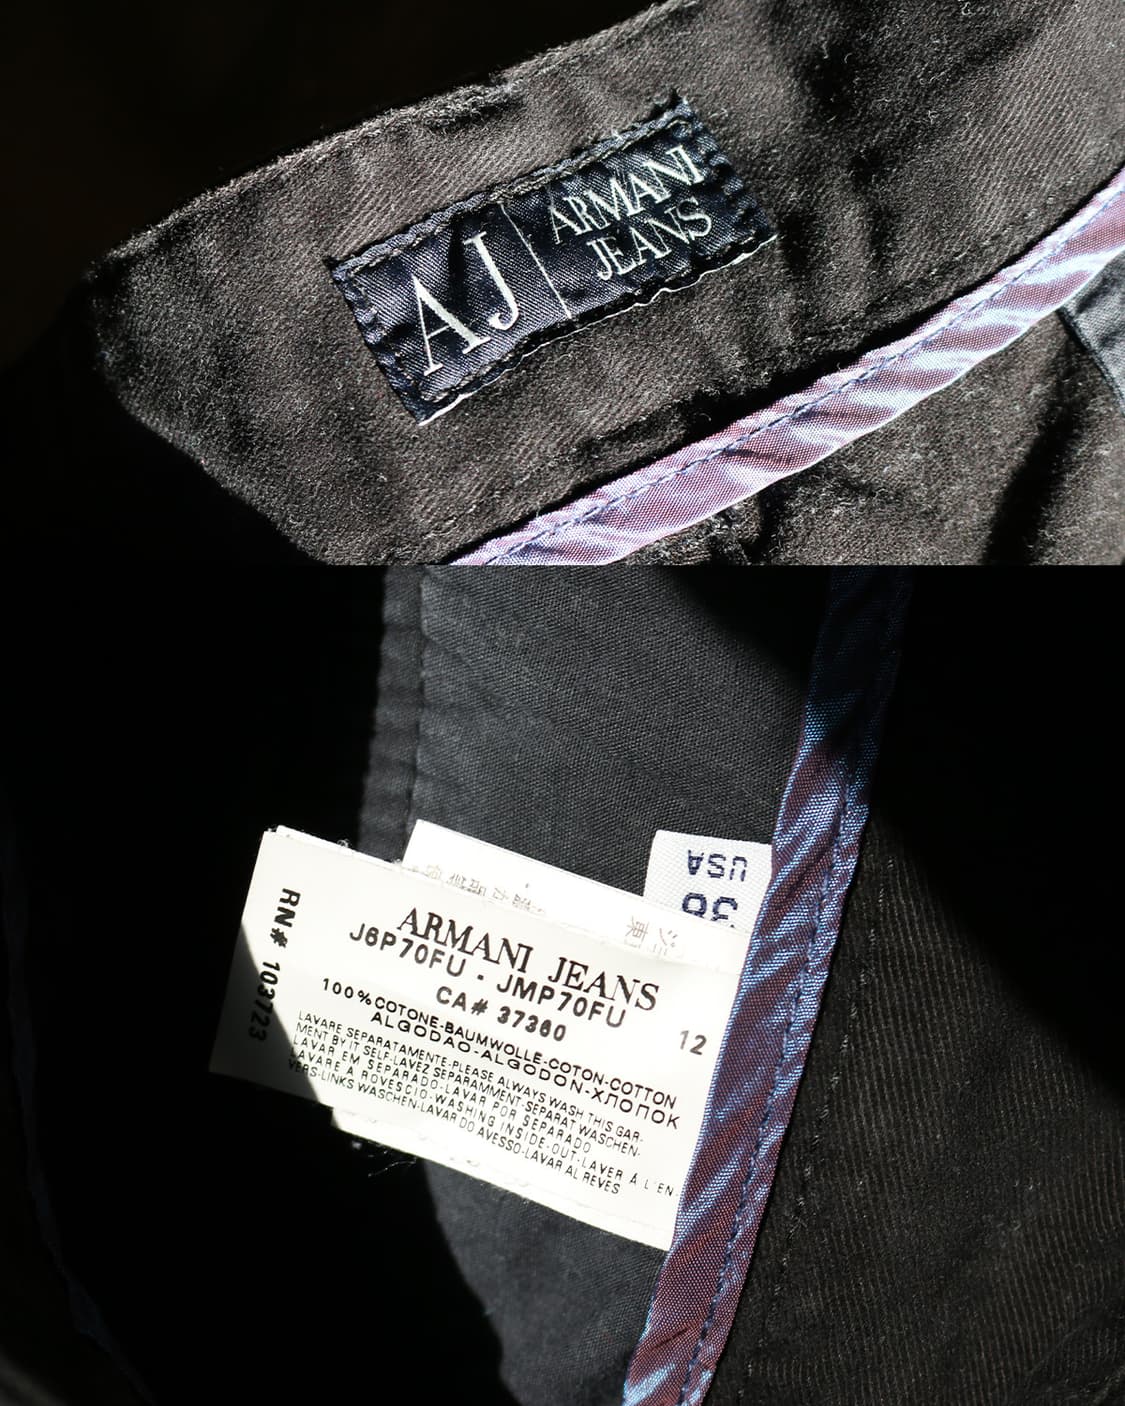 AJ
ARMANI
JEANS
USA
36
RN# 103723
ARMANI JEANS
J6P70FU - JMP70FU
CA# 37360
12
100%COTONE-BAUMWOLLE-COTON-COTTON
ALGODAO-ALGODON-ХЛОПОК
LAVARE SEPARATAMENTE-PLEASE ALWAYS WASH THIS GAR-
MENT BY IT SELF-LAVEZ SEPARAMMENT-SEPARAT WASCHEN-
LAVAR EM SEPARADO-LAVAR POR SEPARADO
LAVARE A ROVESCIO-WASHING INSIDE-OUT-LAVER A L'EN-
VERS-LINKS WASCHEN-LAVAR DO AVESSO-LAVAR AL REVES